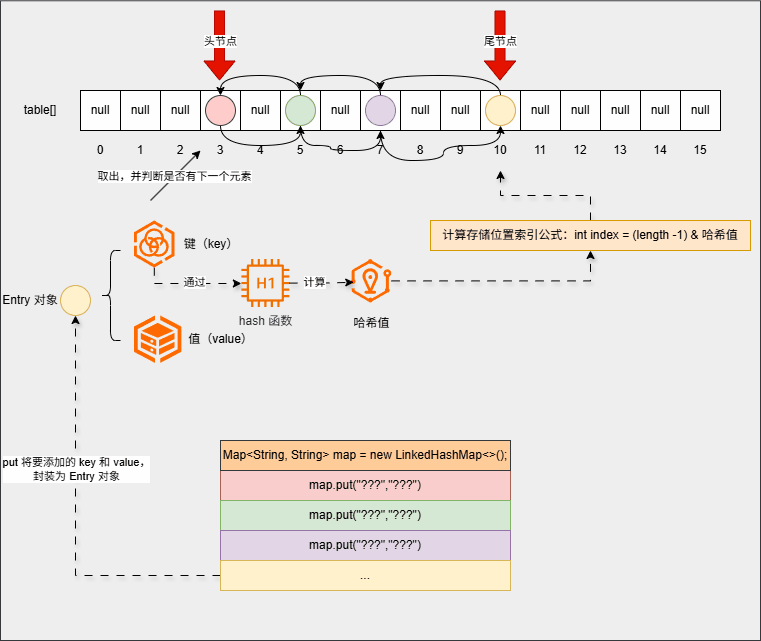 头节点
尾节点
table[]
null
null
null
null
null
null
null
null
null
null
null
null
0
1
2
3
4
5
6
7
8
9
10
11
12
13
14
15
取出，并判断是否有下一个元素
键（key）
计算存储位置索引公式：int index = (length -1) & 哈希值
通过
H1
计算
Entry 对象
hash 函数
哈希值
值（value）
put 将要添加的 key 和 value，
封装为 Entry 对象
Map<String, String> map = new LinkedHashMap<>();
map.put("???","???")
map.put("???","???")
map.put("???","???")
...